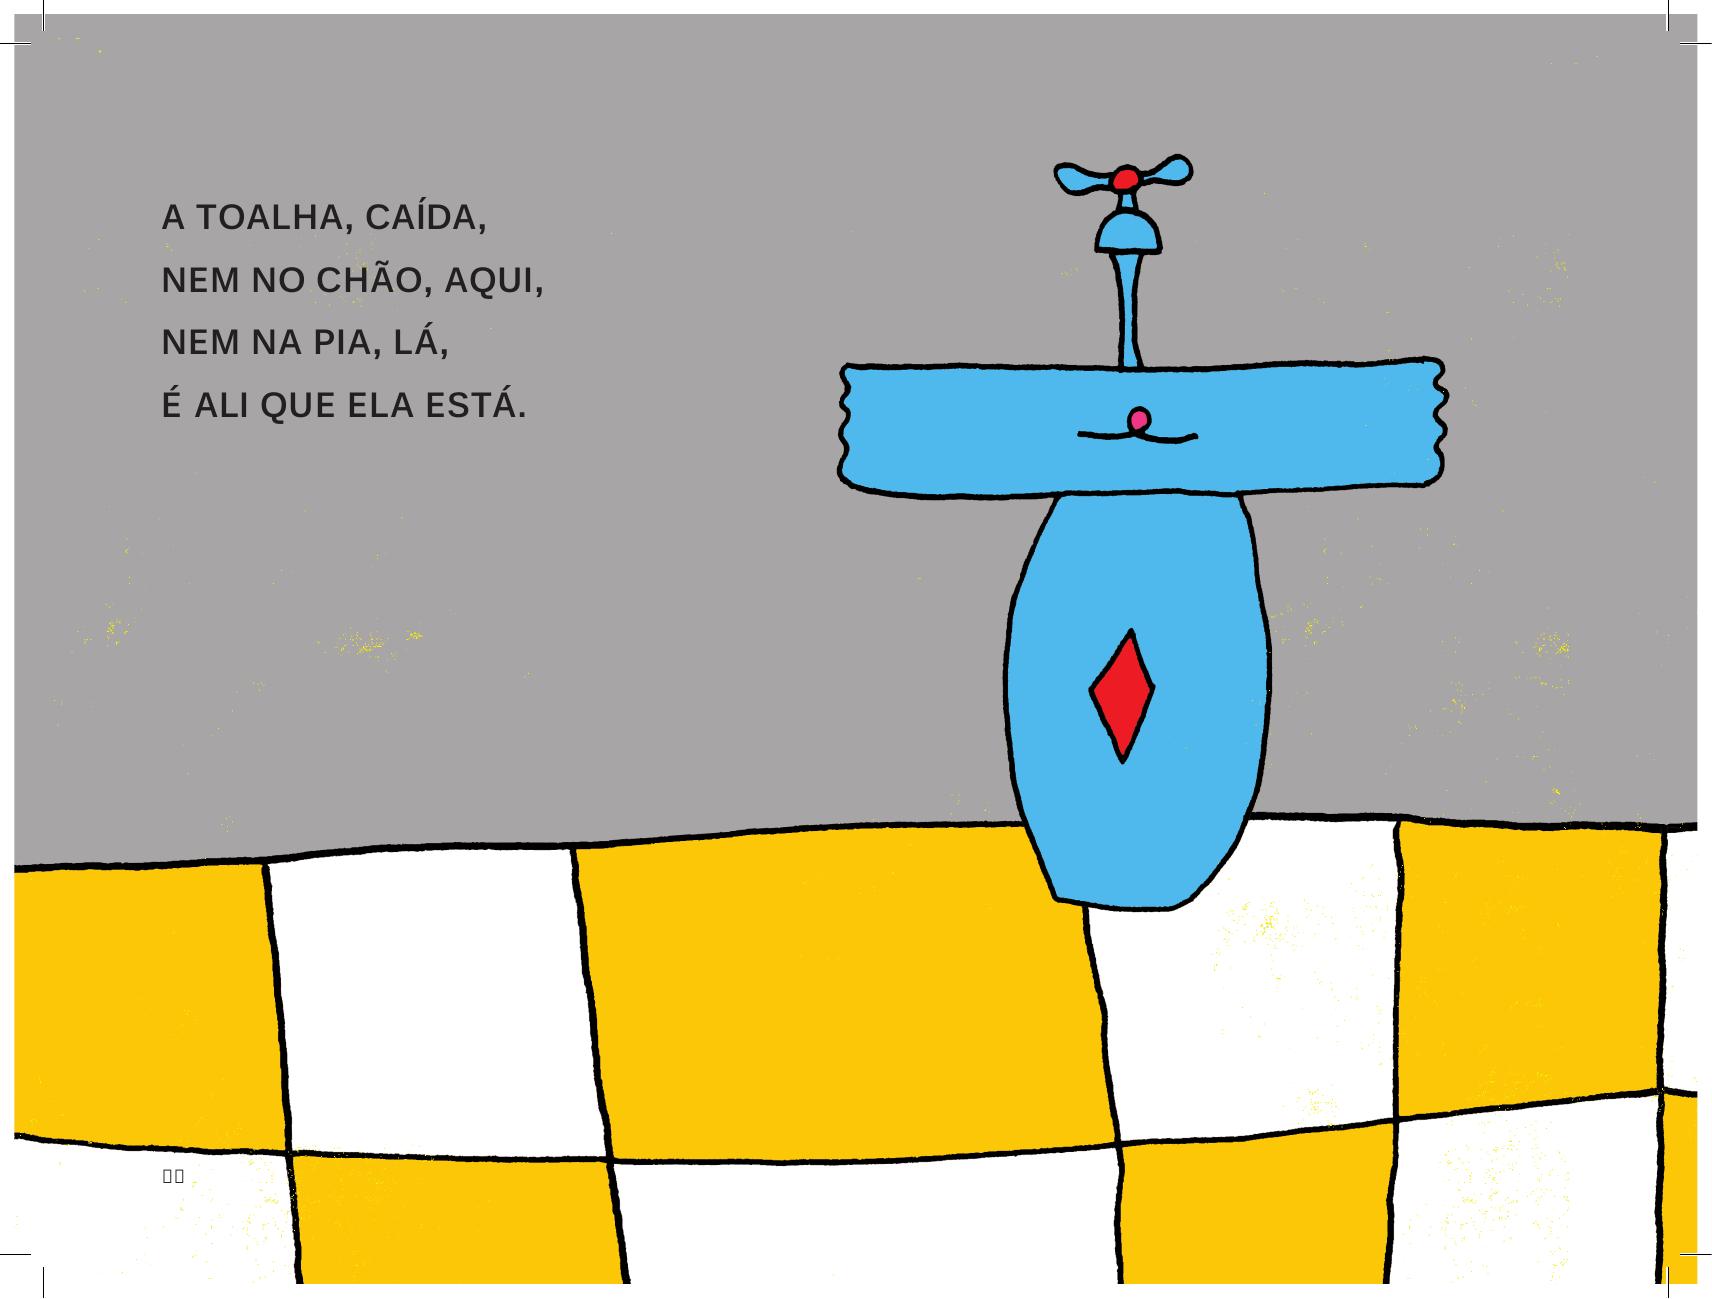 A TOALHA, CAÍDA,
NEM NO CHÃO, AQUI,
NEM NA PIA, LÁ,
É ALI QUE ELA ESTÁ.